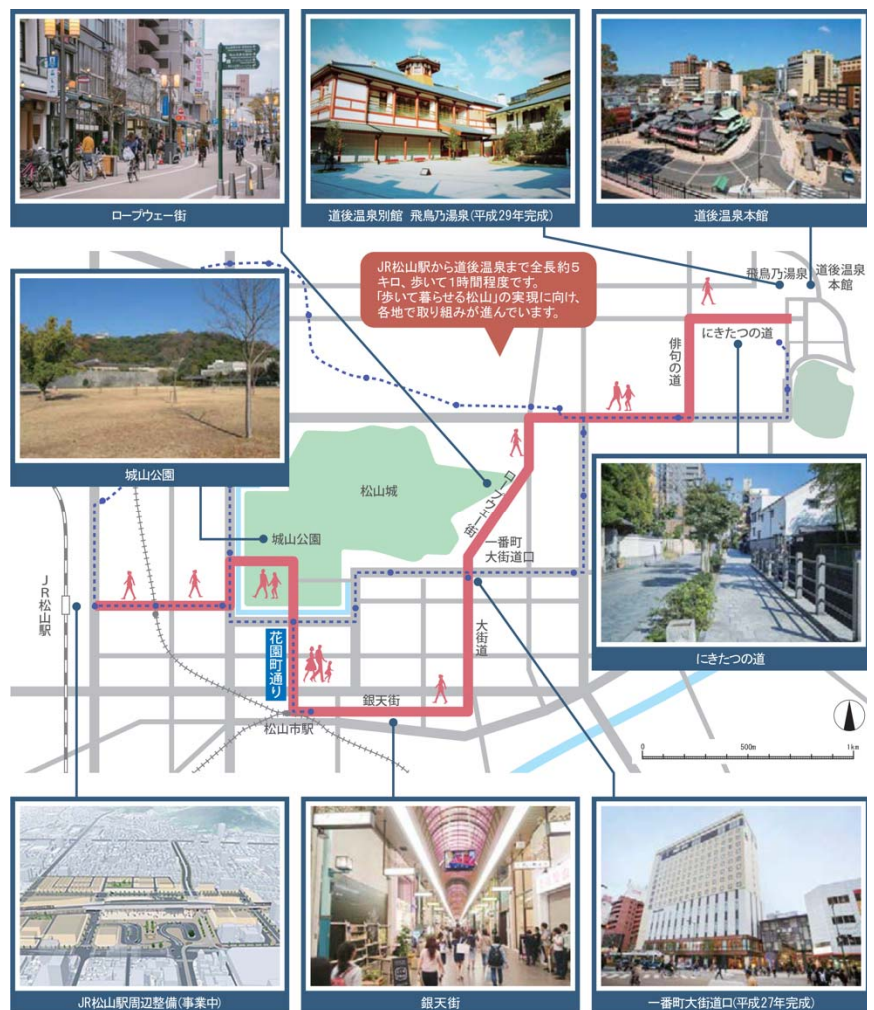 ロープウェー街
道後温泉別館 飛鳥乃湯泉(平成29年完成)
道後温泉本館
JR松山駅から道後温泉まで全長約5
キロ、歩いて1時間程度です。
「歩いて暮らせる松山」の実現に向け、
各地で取り組みが進んでいます。
飛鳥乃湯泉
道後温泉
本館
にきたつの道
俳句の道
城山公園
松山城
ロープウェー街
城山公園
一番町
大街道口
JR松山駅
花園町通り
大街道
にきたつの道
銀天街
松山市駅
0 500m 1km
JR松山駅周辺整備(事業中)
銀天街
一番町大街道口(平成27年完成)